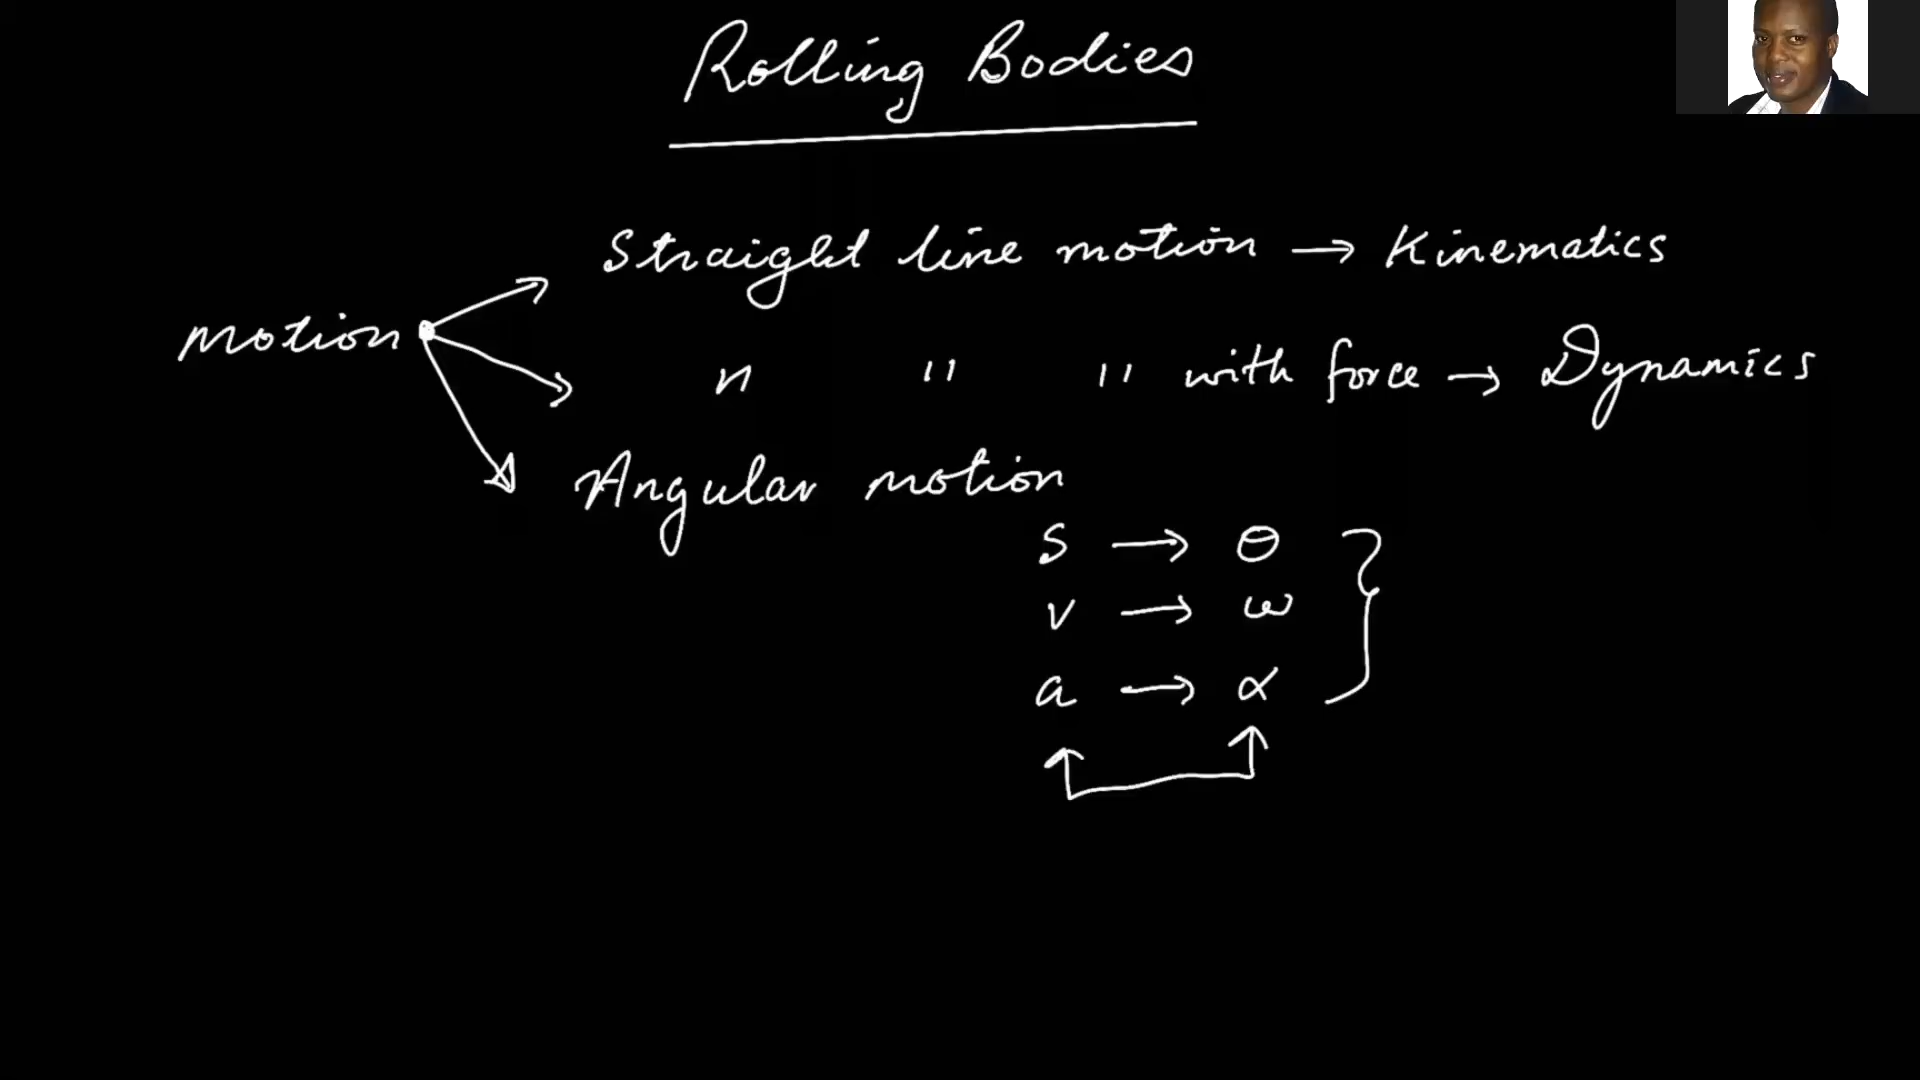 Rolling Bodies
Straight line motion → Kinematics
Motion
" " " with force → Dynamics
Angular motion
s → θ
v → ω
a → α